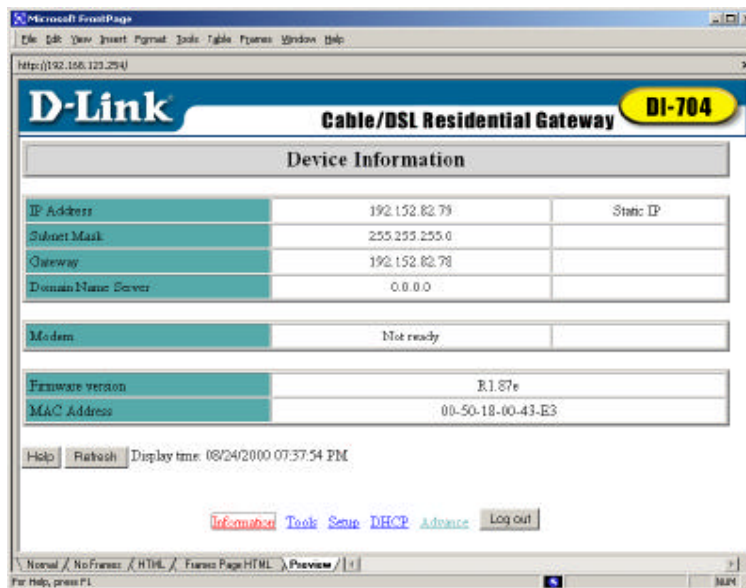 Microsoft FrontPage
File Edit View Insert Format Tools Table Frames Window Help
http://192.168.123.254/
D-Link
Cable/DSL Residential Gateway
DI-704
Device Information
IP Address 192.152.82.79 Static IP
Subnet Mask 255.255.255.0
Gateway 192.152.82.78
Domain Name Server 0.0.0.0
Modem Not ready
Firmware version R1.87e
MAC Address 00-50-18-00-43-E3
Help Refresh Display time: 08/24/2000 07:37:54 PM
Information Tools Setup DHCP Advance Log out
Normal / No Frames / HTML / Frames Page HTML \ Preview /
For Help, press F1 NUM